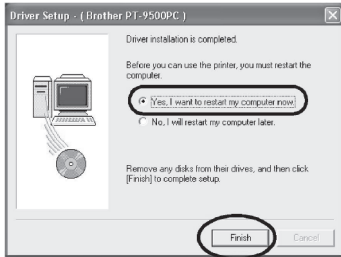 Driver Setup - ( Brother PT-9500PC )
Driver installation is completed.
Before you can use the printer, you must restart the
computer.
Yes, I want to restart my computer now.
No, I will restart my computer later.
Remove any disks from their drives, and then click
[Finish] to complete setup.
Finish
Cancel